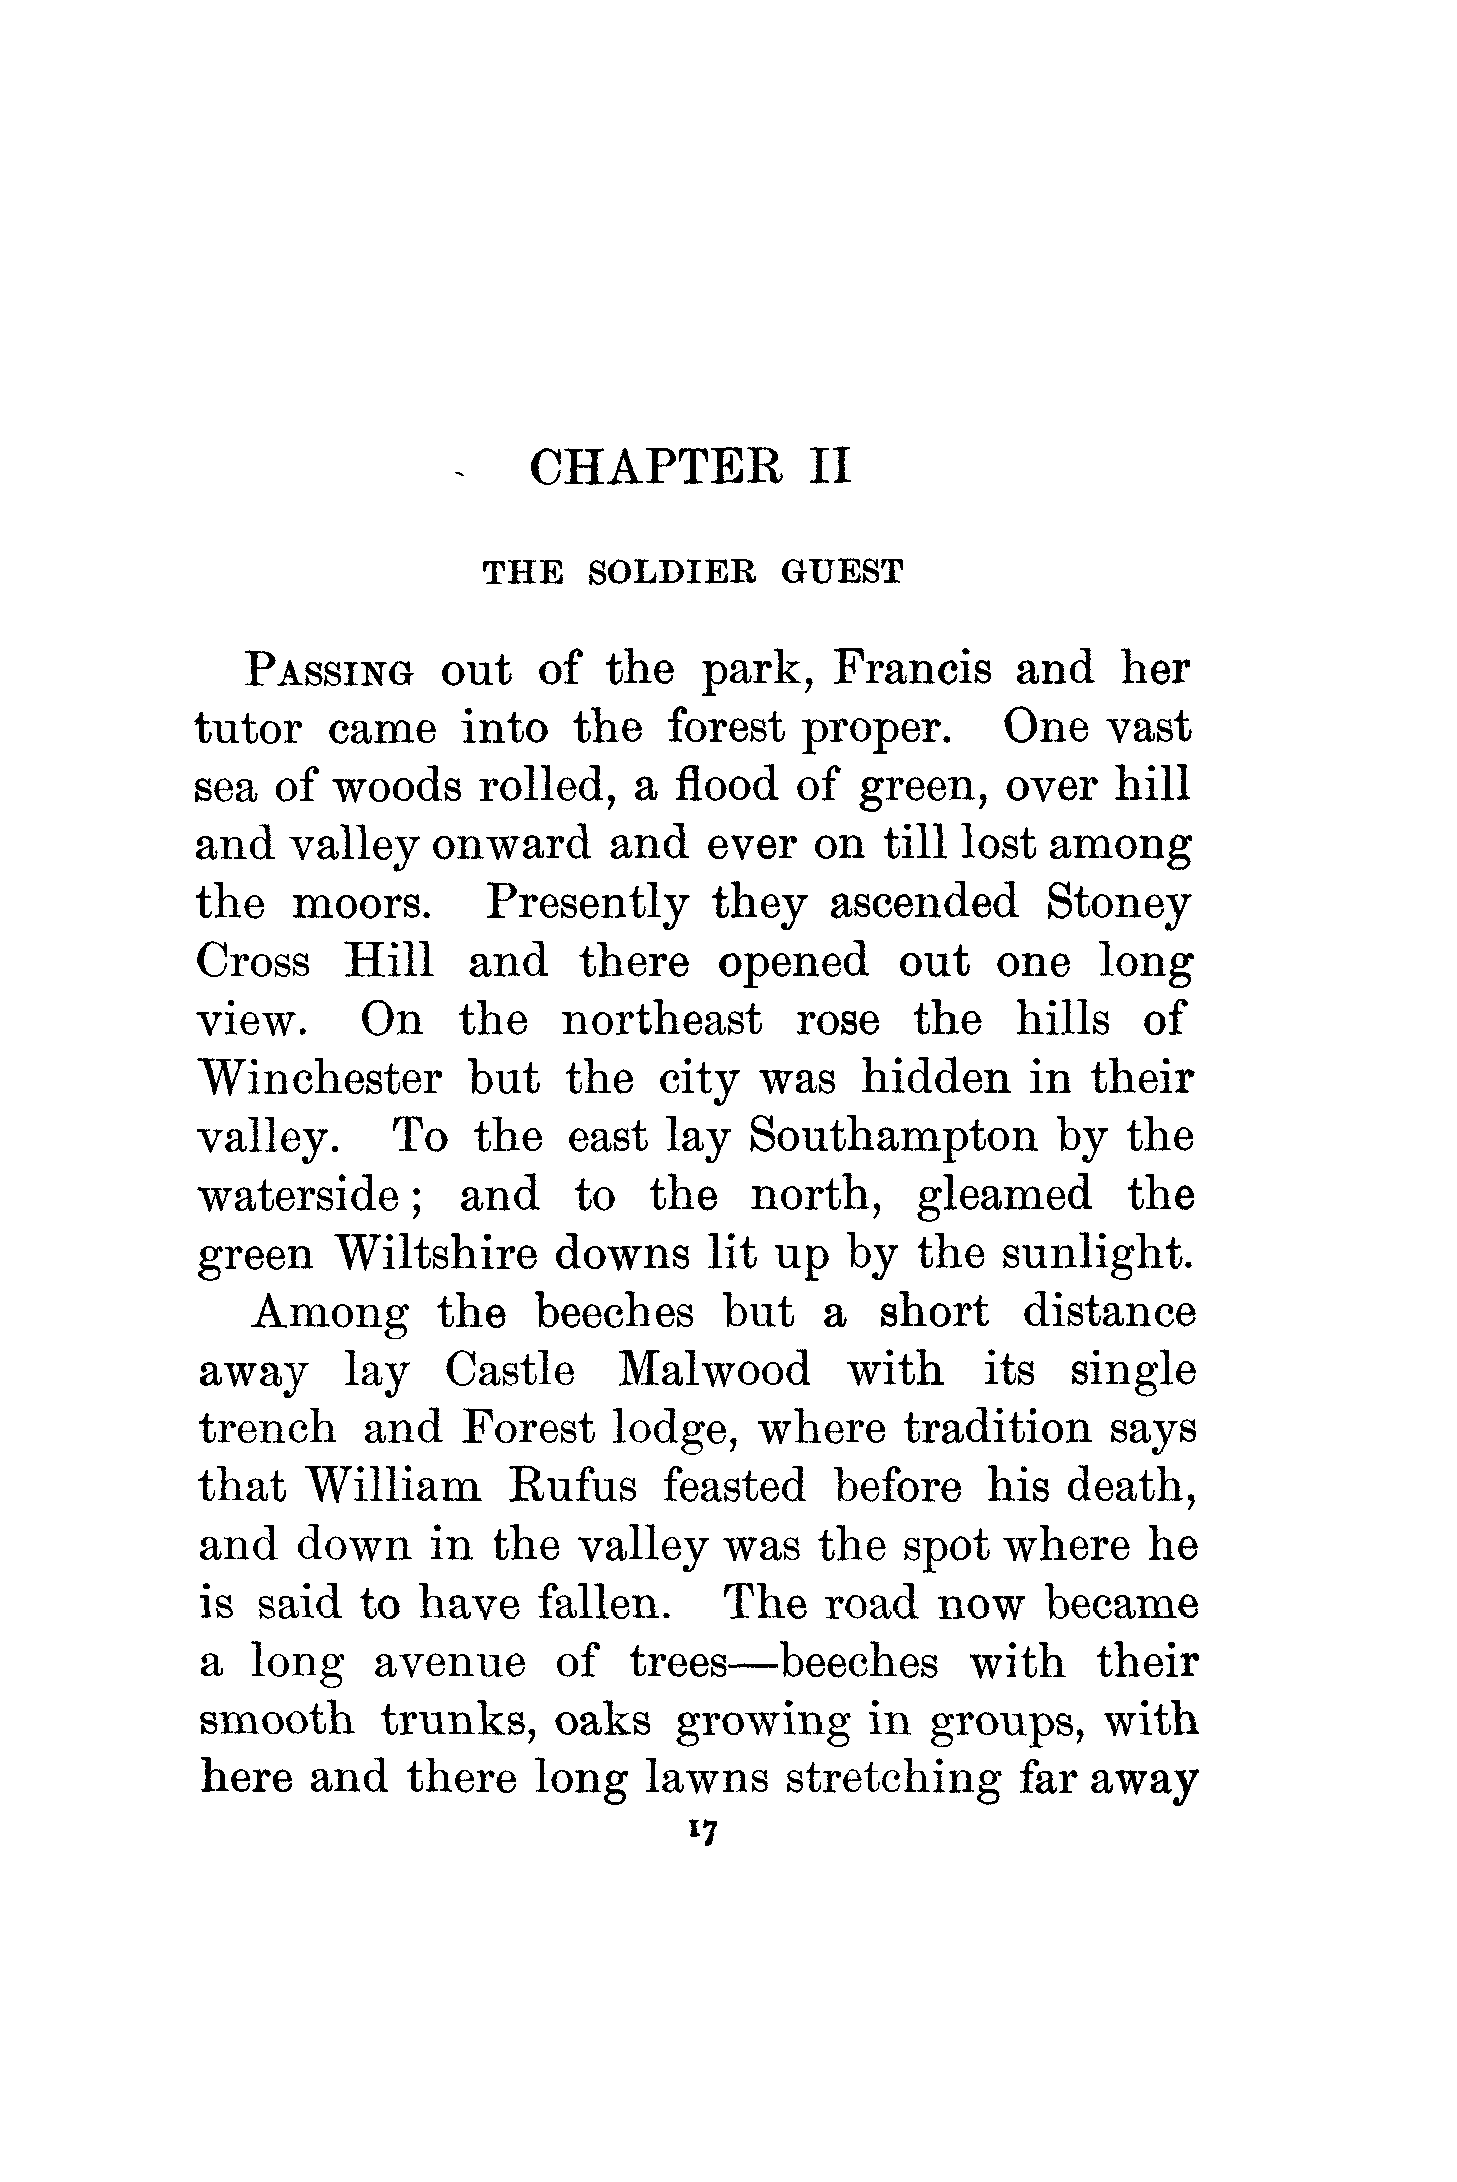 CHAPTER II
THE SOLDIER GUEST
PASSING out of the park, Francis and her
tutor came into the forest proper. One vast
sea of woods rolled, a flood of green, over hill
and valley onward and ever on till lost among
the moors. Presently they ascended Stoney
Cross Hill and there opened out one long
view. On the northeast rose the hills of
Winchester but the city was hidden in their
valley. To the east lay Southampton by the
waterside; and to the north, gleamed the
green Wiltshire downs lit up by the sunlight.
Among the beeches but a short distance
away lay Castle Malwood with its single
trench and Forest lodge, where tradition says
that William Rufus feasted before his death,
and down in the valley was the spot where he
is said to have fallen. The road now became
a long avenue of trees—beeches with their
smooth trunks, oaks growing in groups, with
here and there long lawns stretching far away
17